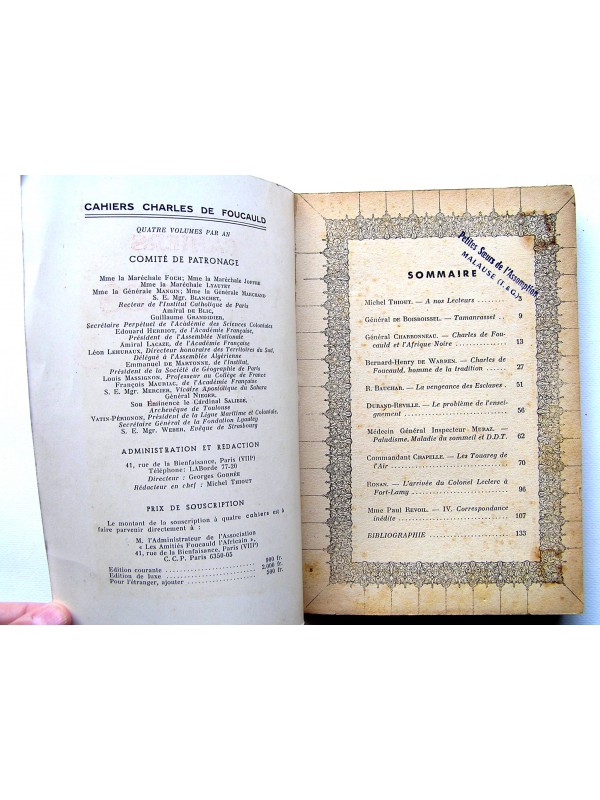 CAHIERS CHARLES DE FOUCAULD
QUATRE VOLUMES PAR AN
COMITÉ DE PATRONAGE
Mme la Maréchale FOCH; Mme la Maréchale JOFFRE
Mme la Maréchale LYAUTEY
Mme la Générale MANGIN; Mme la Générale MARCHAND
S. E. Mgr. BLANCHET,
Recteur de l'Institut Catholique de Paris
Amiral DE BLIC,
Guillaume GRANDIDIER,
Secrétaire Perpétuel de l'Académie des Sciences Coloniales
Edouard HERRIOT, de l'Académie Française,
Président de l'Assemblée Nationale
Amiral LACAZE, de l'Académie Française
Léon LEHURAUX, Directeur honoraire des Territoires du Sud,
Délégué à l'Assemblée Algérienne
Emmanuel DE MARTONNE, de l'Institut,
Président de la Société de Géographie de Paris
Louis MASSIGNON, Professeur au Collège de France
François MAURIAC, de l'Académie Française
S. E. Mgr. MERCIER, Vicaire Apostolique du Sahara
Général NIEGER,
Son Eminence le Cardinal SALIÈGE,
Archevêque de Toulouse
VATIN-PÉRIGNON, Président de la Ligue Maritime et Coloniale,
Secrétaire Général de la Fondation Lyautey
S. E. Mgr. WEBER, Evêque de Strasbourg
ADMINISTRATION ET RÉDACTION
41, rue de la Bienfaisance, Paris (VIIIe)
Téléphone: LABorde 77-20
Directeur : Georges GORRÉE
Rédacteur en chef : Michel THIOUT
PRIX DE SOUSCRIPTION
Le montant de la souscription à quatre cahiers est à
faire parvenir directement à :
M. l'Administrateur de l'Association
« Les Amitiés Foucauld l'Africain »,
41, rue de la Bienfaisance, Paris (VIIIe)
C. C. P. Paris 6350-05
Edition courante 800 fr.
Edition de luxe 2.000 fr.
Pour l'étranger, ajouter 500 fr.
Petites Sœurs de l'Assomption
MALAUSE (T.&G.)
SOMMAIRE
Michel THIOUT. — A nos Lecteurs
Général DE BOISBOISSEL. — Tamanrasset 9
Général CHARBONNEAU. — Charles de Fou-
cauld et l'Afrique Noire 13
Bernard-Henry DE WARREN. — Charles de
Foucauld, homme de la tradition 27
R. BAUCHAR. — La vengeance des Esclaves 51
DURAND-REVILLE. — Le problème de l'ensei-
gnement 56
Médecin Général Inspecteur MURAZ. —
Paludisme, Maladie du sommeil et D.D.T. 62
Commandant CHAPELLE. — Les Touareg de
l'Air 70
RONAN. — L'arrivée du Colonel Leclerc à
Fort-Lamy 96
Mme Paul REVOIL. — IV. Correspondance
inédite 107
BIBLIOGRAPHIE 133